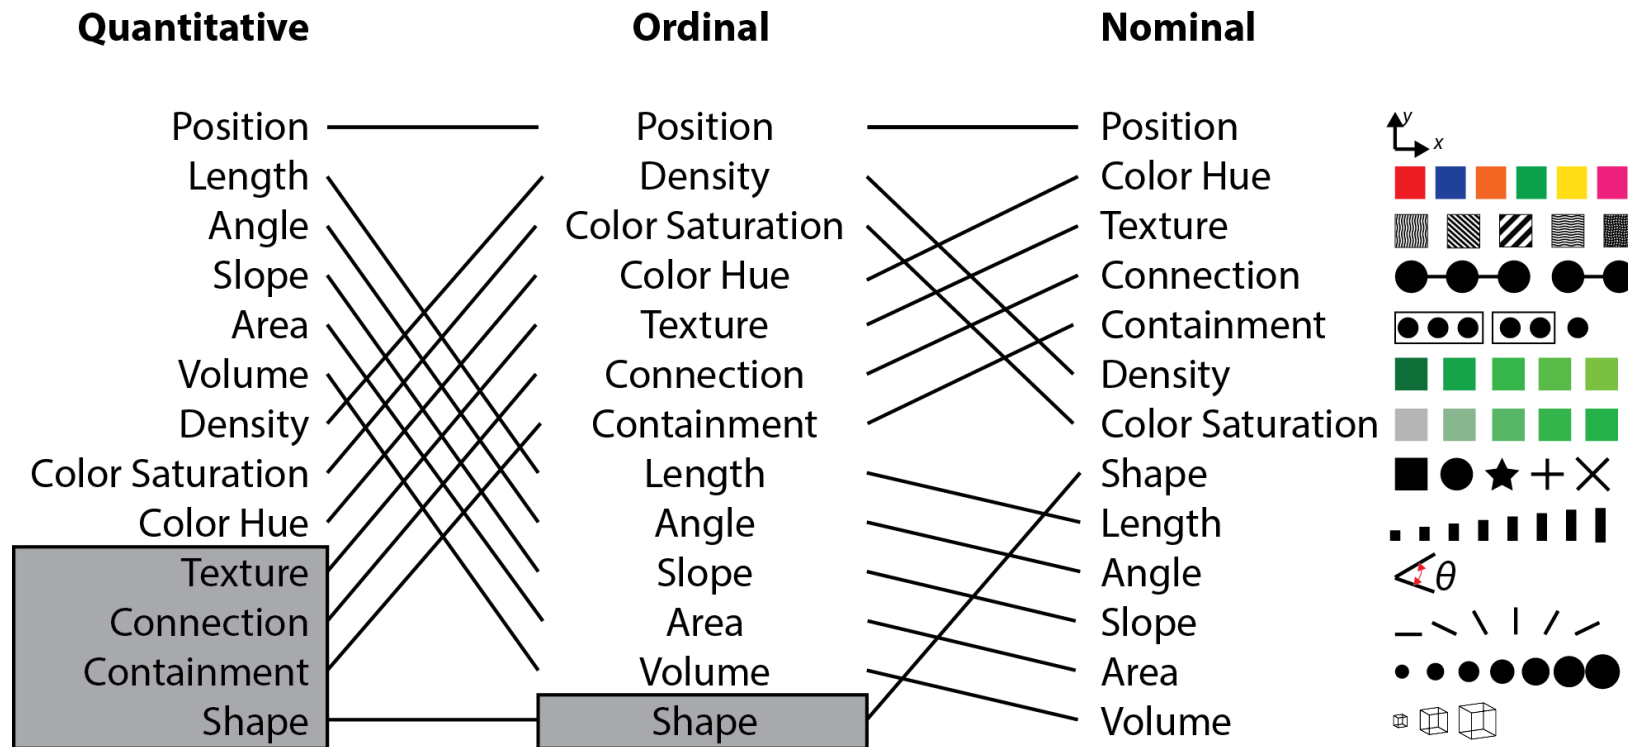 Quantitative Ordinal Nominal
Position Position Position y x
Length Density Color Hue
Angle Color Saturation Texture
Slope Color Hue Connection
Area Texture Containment
Volume Connection Density
Density Containment Color Saturation
Color Saturation Length Shape
Color Hue Angle Length
Texture Slope Angle θ
Connection Area Slope
Containment Volume Area
Shape Shape Volume